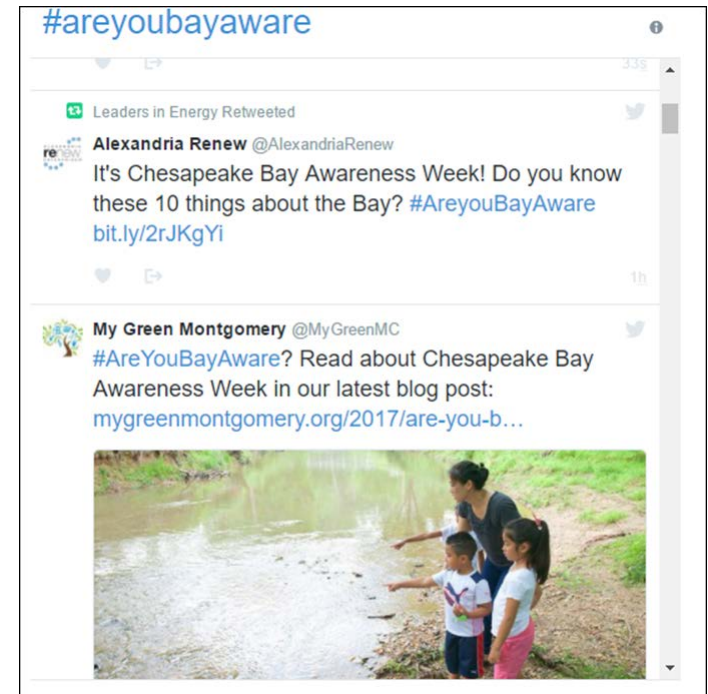 #areyoubayaware
33s
Leaders in Energy Retweeted
Alexandria Renew @AlexandriaRenew
It's Chesapeake Bay Awareness Week! Do you know
these 10 things about the Bay? #AreyouBayAware
bit.ly/2rJKgYi
1h
My Green Montgomery @MyGreenMC
#AreYouBayAware? Read about Chesapeake Bay
Awareness Week in our latest blog post:
mygreenmontgomery.org/2017/are-you-b…